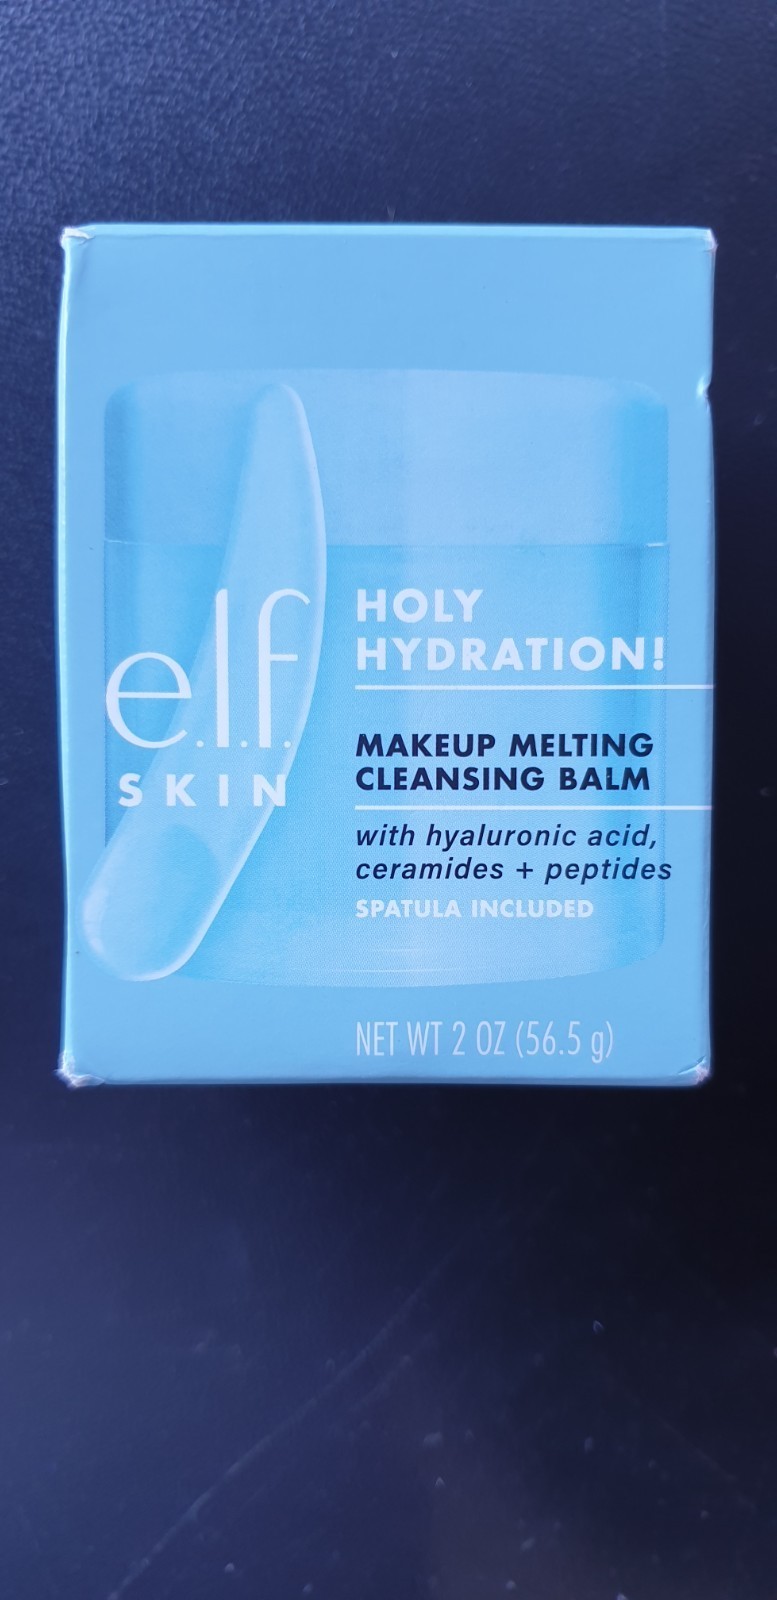 e.l.f.
SKIN
HOLY
HYDRATION!
MAKEUP MELTING
CLEANSING BALM
with hyaluronic acid,
ceramides + peptides
SPATULA INCLUDED
NET WT 2 OZ (56.5 g)